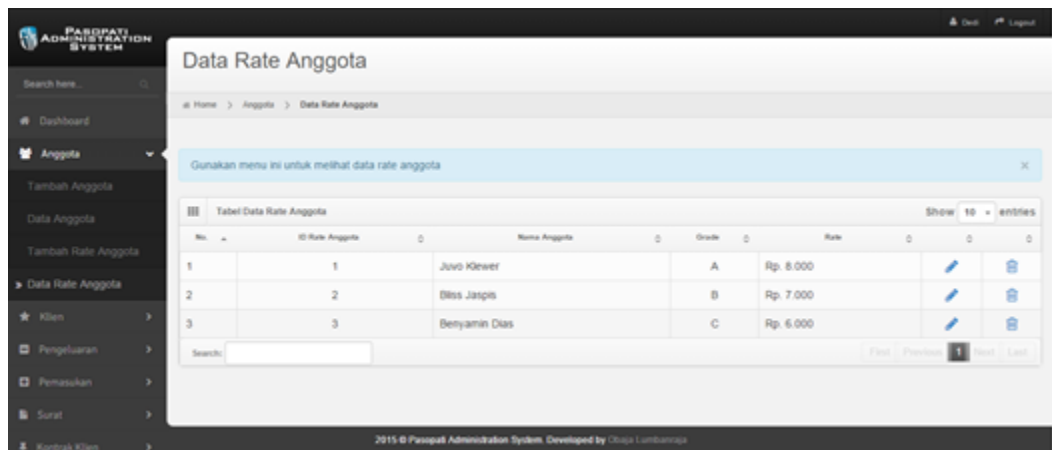 PASOPATI
ADMINISTRATION
SYSTEM
Dedi Logout
Search here...
Data Rate Anggota
Home > Anggota > Data Rate Anggota
Dashboard
Anggota
Tambah Anggota
Data Anggota
Tambah Rate Anggota
Data Rate Anggota
Klien
Pengeluaran
Pemasukan
Surat
Kontrak Klien
Gunakan menu ini untuk melihat data rate anggota ×
Tabel Data Rate Anggota Show 10 entries
No. ID Rate Anggota Nama Anggota Grade Rate
1 1 Juvo Klewer A Rp. 8.000
2 2 Bliss Jaspis B Rp. 7.000
3 3 Benyamin Dias C Rp. 6.000
Search: First Previous 1 Next Last
2015 © Pasopati Administration System. Developed by Obaja Lumbanraja